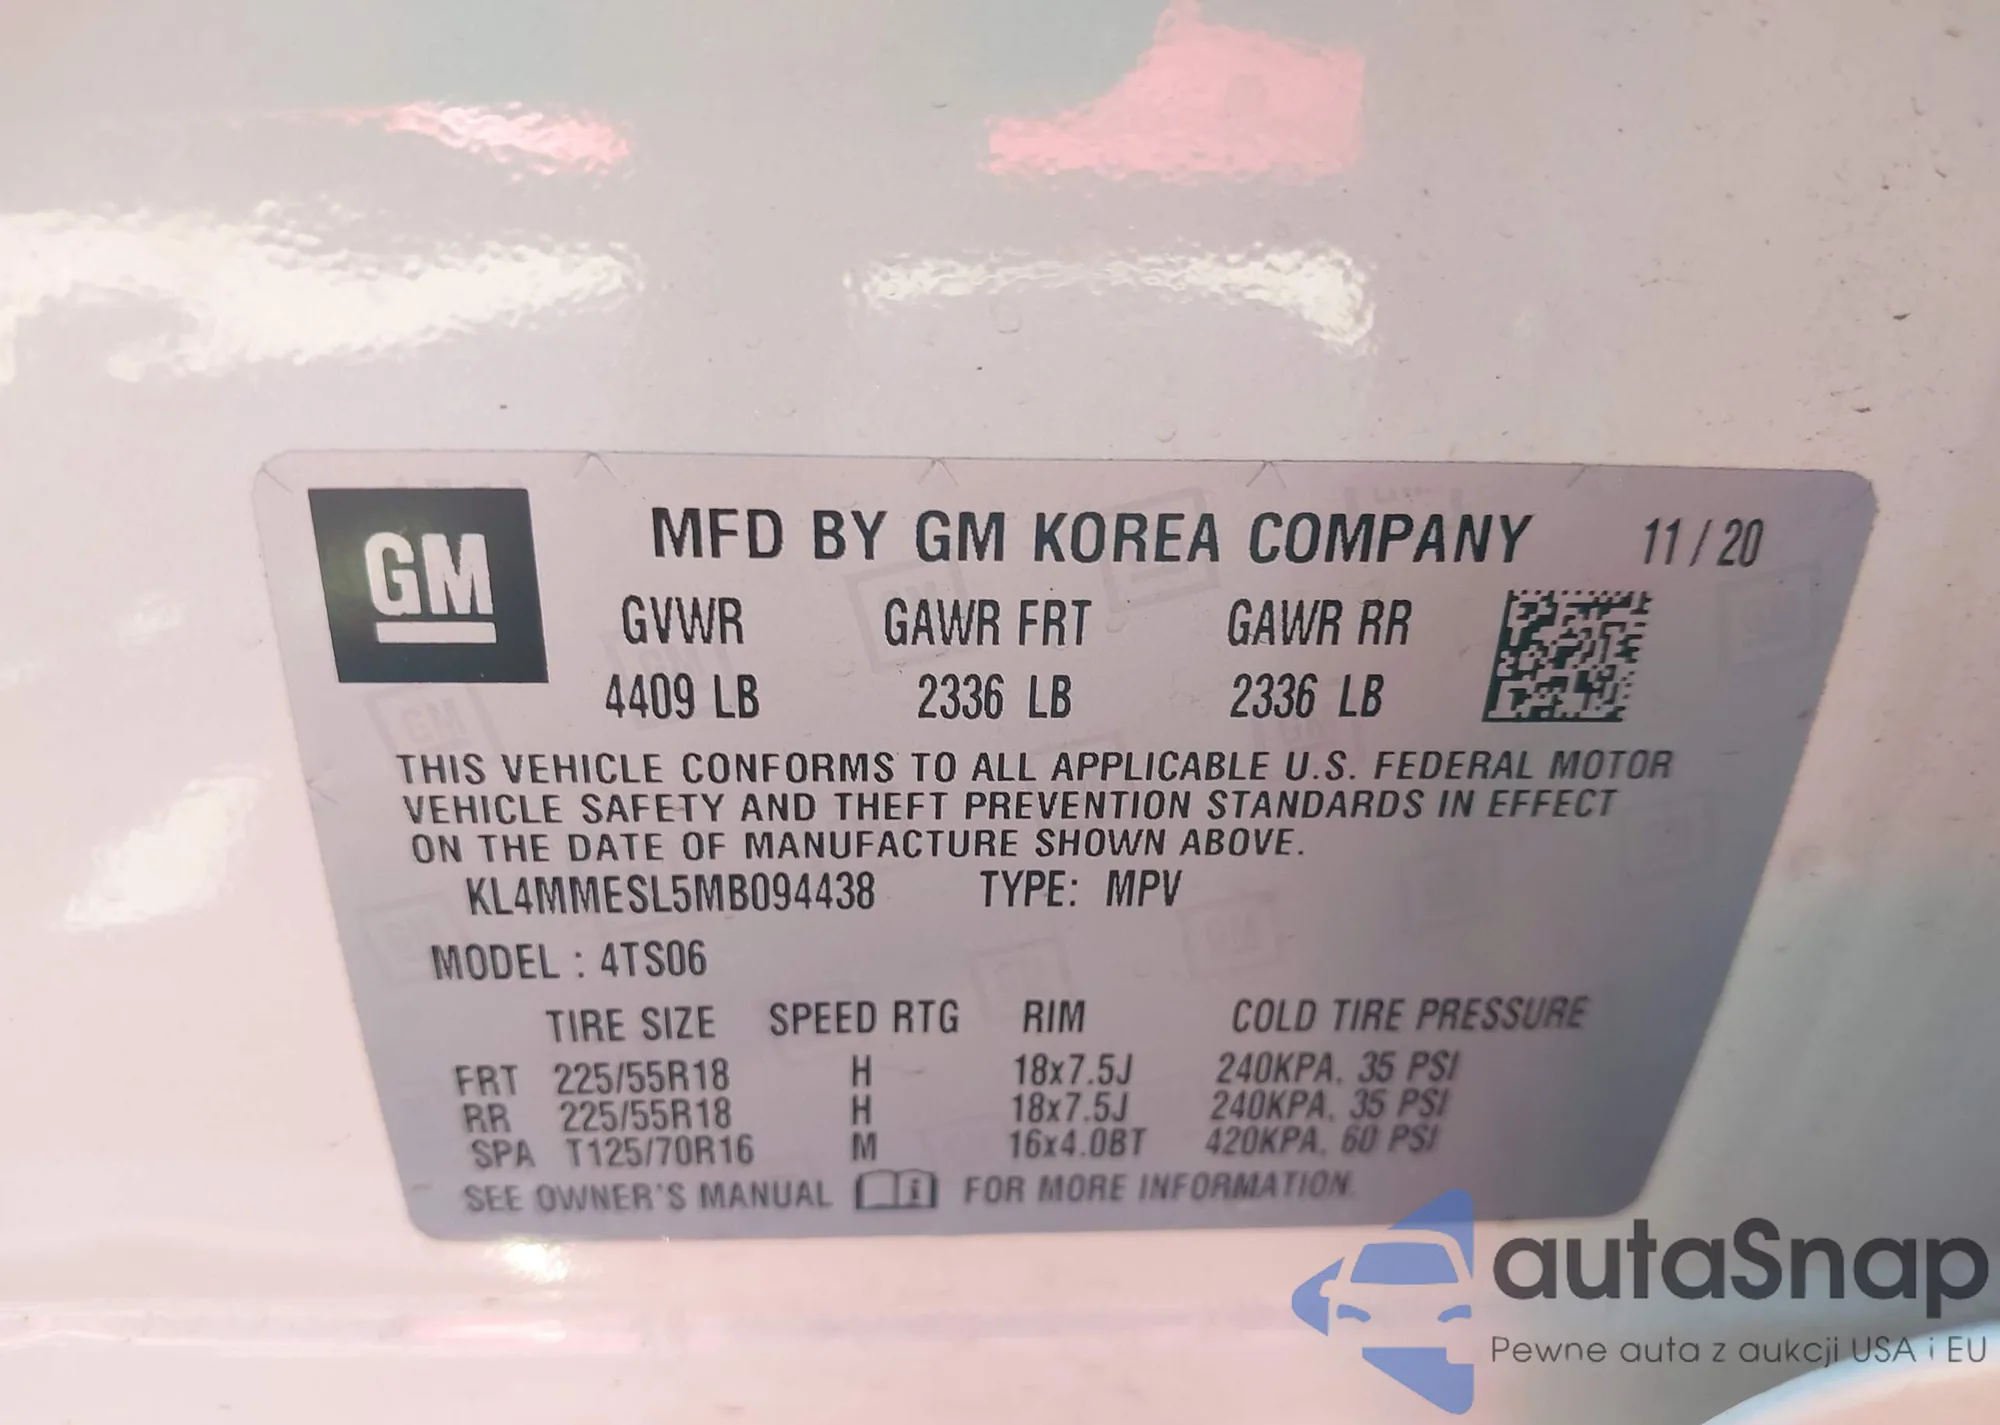 GM
MFD BY GM KOREA COMPANY 11 / 20
GVWR GAWR FRT GAWR RR
4409 LB 2336 LB 2336 LB
THIS VEHICLE CONFORMS TO ALL APPLICABLE U.S. FEDERAL MOTOR
VEHICLE SAFETY AND THEFT PREVENTION STANDARDS IN EFFECT
ON THE DATE OF MANUFACTURE SHOWN ABOVE.
KL4MMESL5MB094438 TYPE: MPV
MODEL : 4TS06
TIRE SIZE SPEED RTG RIM COLD TIRE PRESSURE
FRT 225/55R18 H 18x7.5J 240KPA, 35 PSI
RR 225/55R18 H 18x7.5J 240KPA, 35 PSI
SPA T125/70R16 M 16x4.0BT 420KPA, 60 PSI
SEE OWNER'S MANUAL i FOR MORE INFORMATION
autaSnap
Pewne auta z aukcji USA i EU